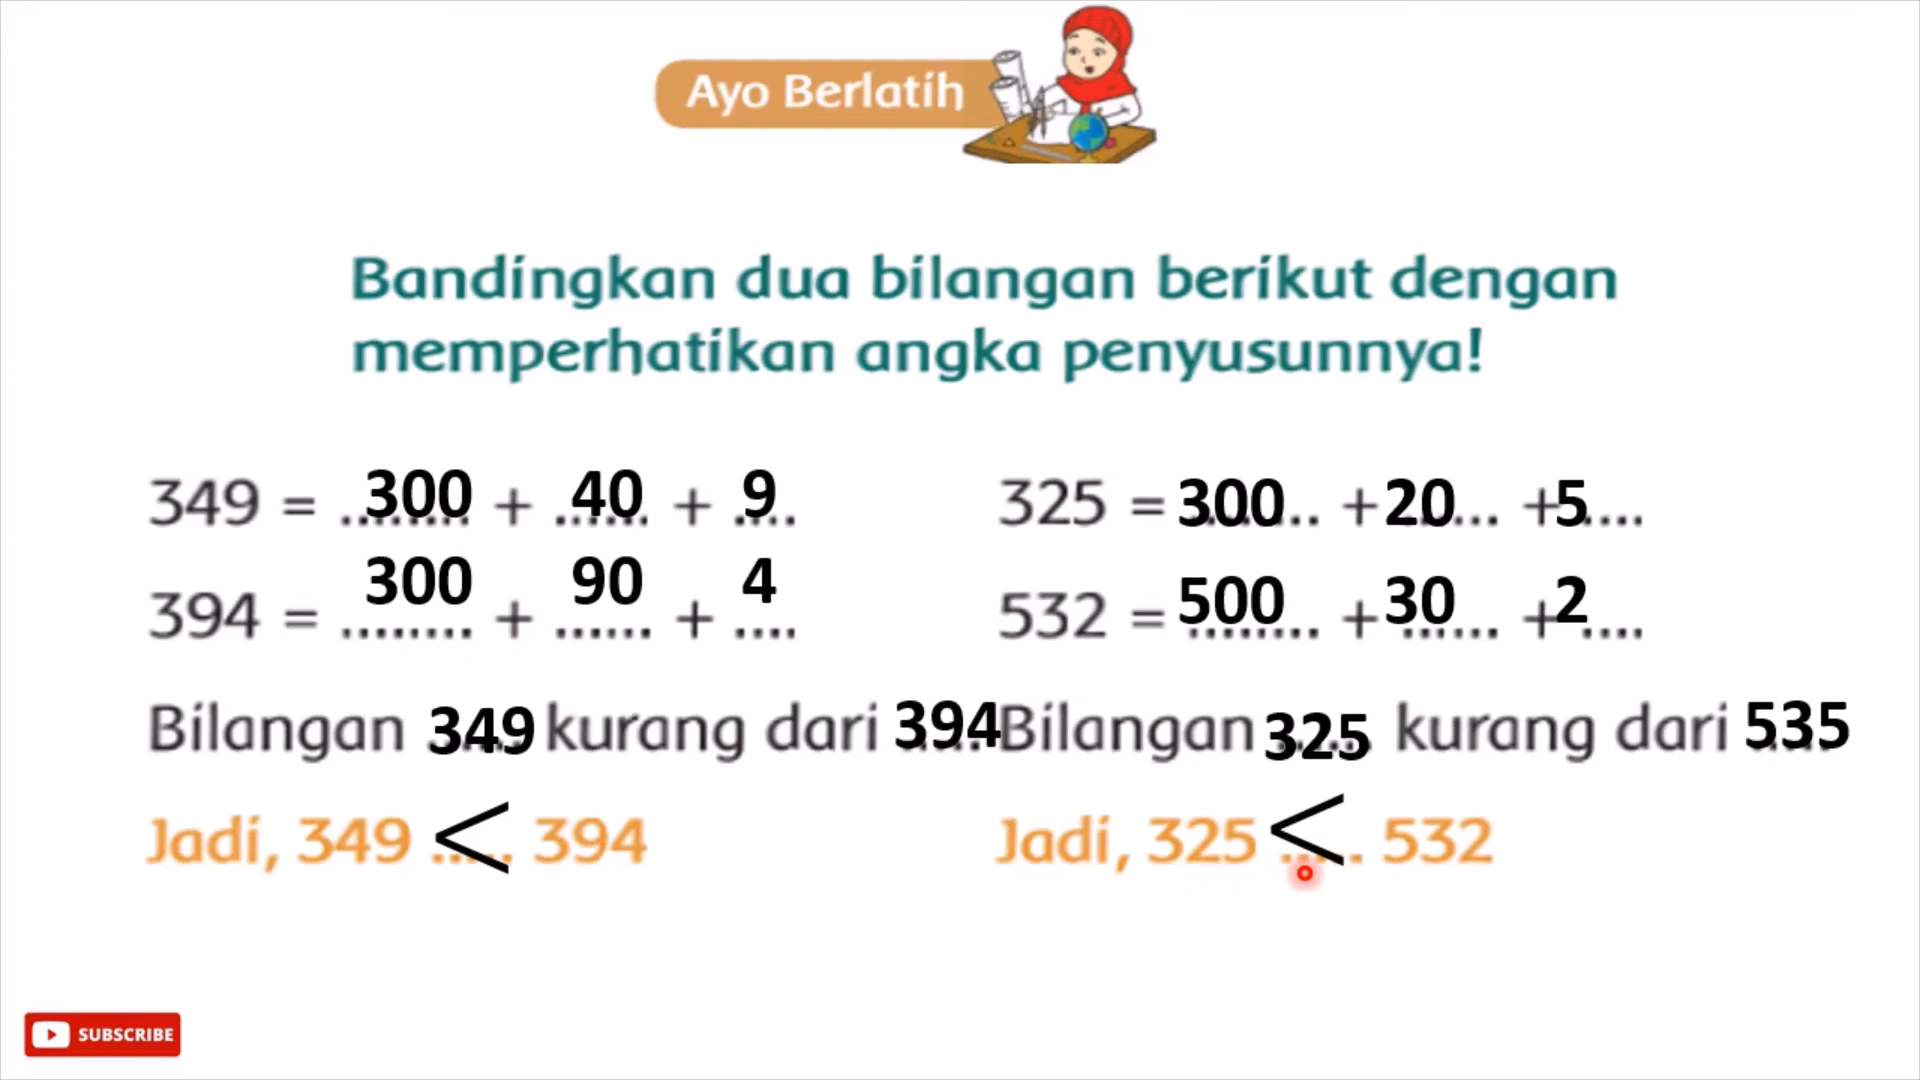 Ayo Berlatih
Bandingkan dua bilangan berikut dengan
memperhatikan angka penyusunnya!
349 = ...300... + ...40... + 9....
394 = ...300... + ...90... + 4....
Bilangan 349 kurang dari 394
Jadi, 349 ..<.. 394
325 = 300... + 20... + 5....
532 = 500... + 30... + 2....
Bilangan 325 kurang dari 535
Jadi, 325 ..<.. 532
SUBSCRIBE